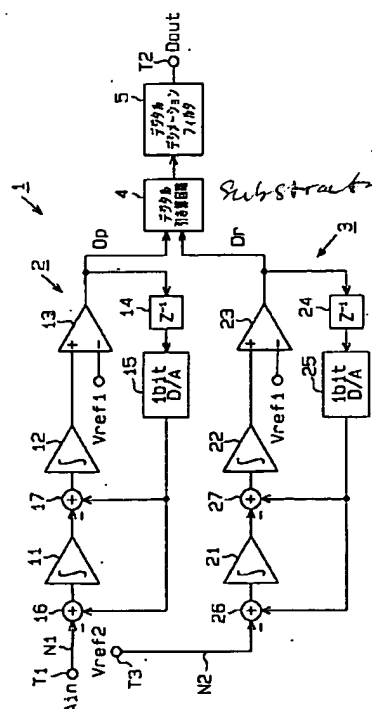 1
2
Ain
T1
N1
16
-
11
17
-
12
13
+
-
Vref1
Dp
14
Z⁻¹
15
1bit
D/A
4
デジタル
引き算回路
Substract
5
デジタル
デシメーション
フィルタ
T2
Dout
3
Vref2
T3
N2
26
-
21
27
-
22
23
+
-
Vref1
Dr
24
Z⁻¹
25
1bit
D/A